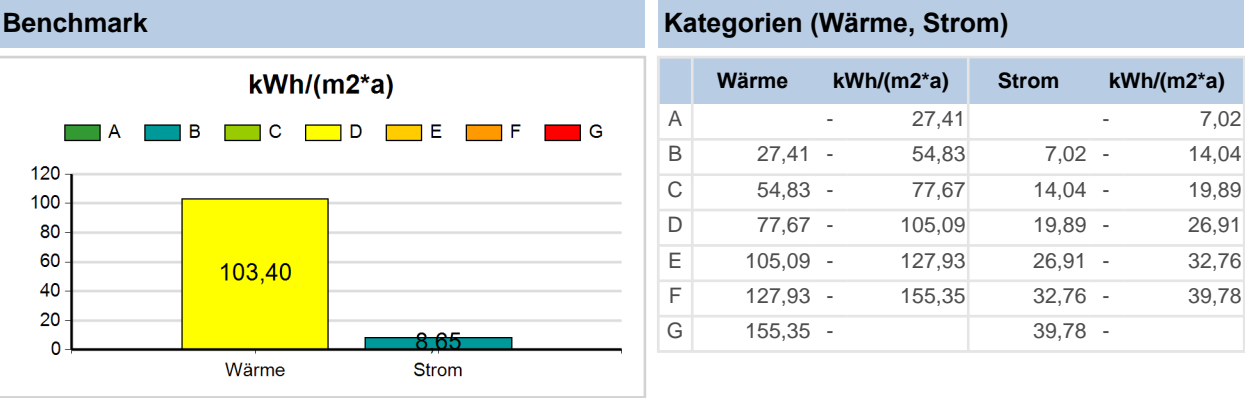 Benchmark
kWh/(m2*a)
A B C D E F G
120
100
80
60
40
20
0
103,40
8,65
Wärme Strom
Kategorien (Wärme, Strom)
Wärme kWh/(m2*a) Strom kWh/(m2*a)
A - 27,41 - 7,02
B 27,41 - 54,83 7,02 - 14,04
C 54,83 - 77,67 14,04 - 19,89
D 77,67 - 105,09 19,89 - 26,91
E 105,09 - 127,93 26,91 - 32,76
F 127,93 - 155,35 32,76 - 39,78
G 155,35 - 39,78 -